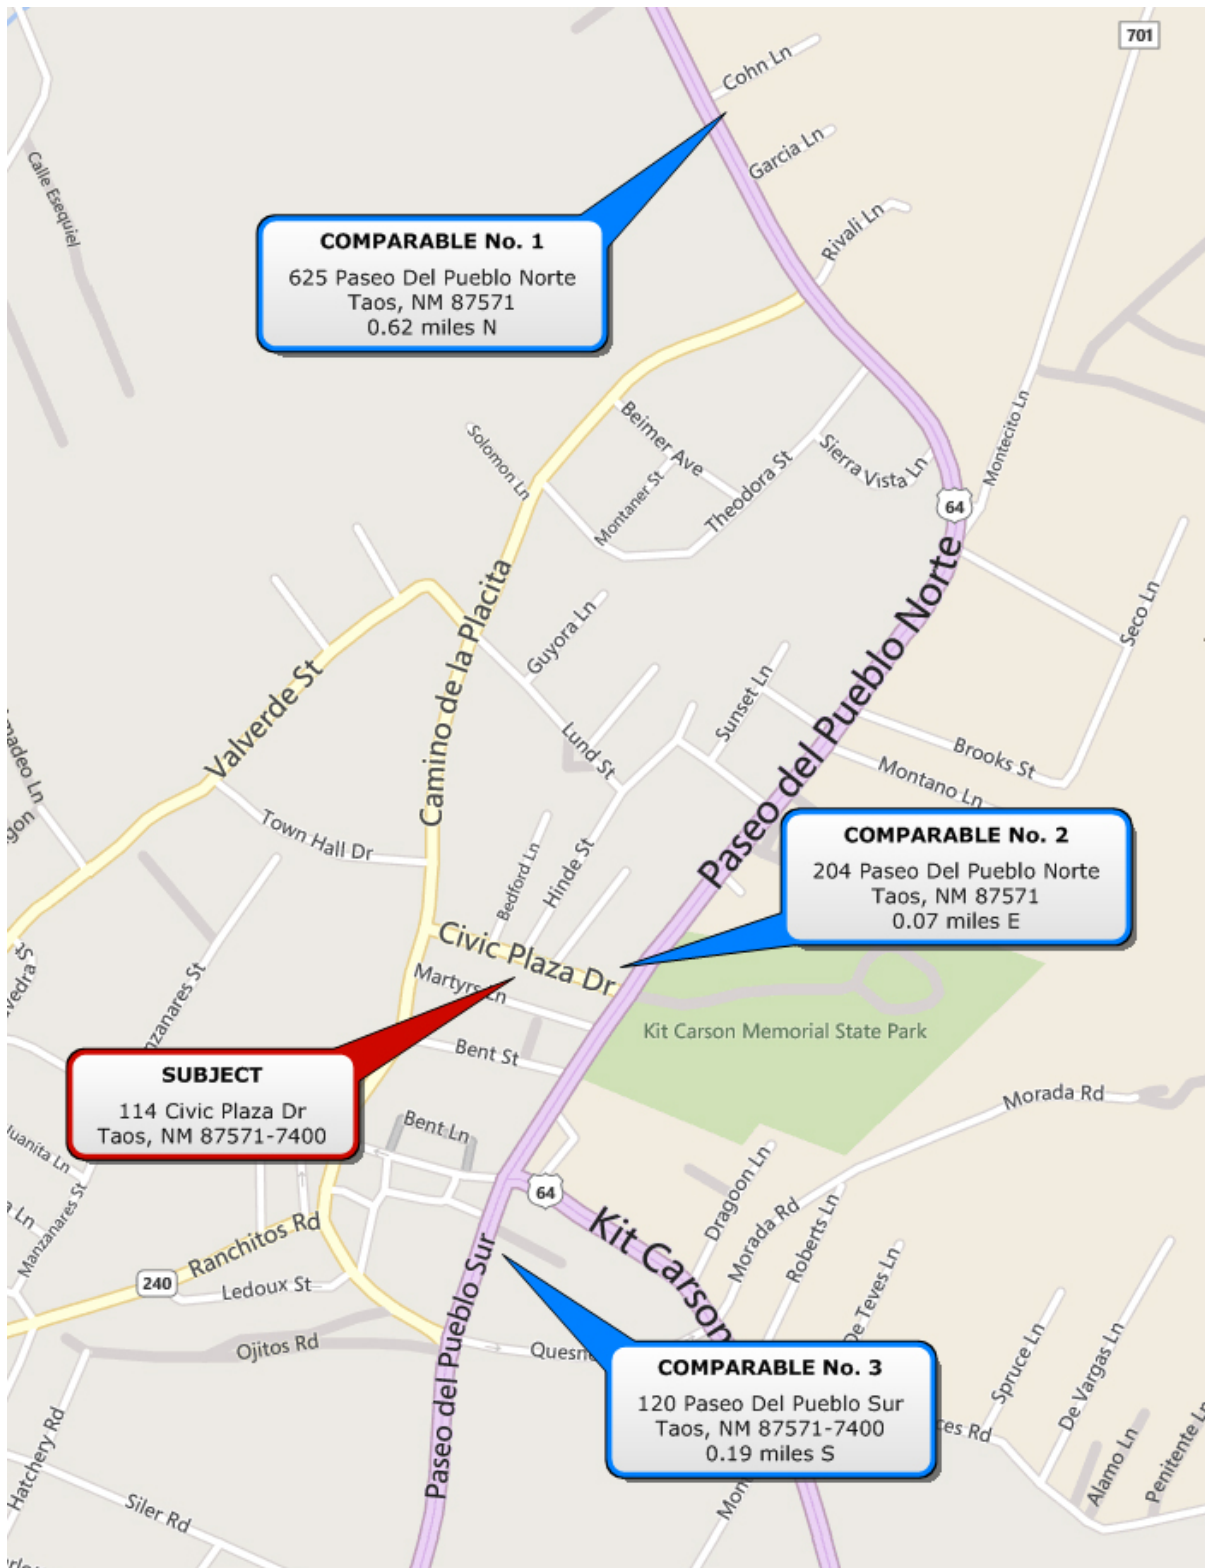 701
Cohn Ln
Garcia Ln
Calle Esequiel
Rivali Ln
COMPARABLE No. 1
625 Paseo Del Pueblo Norte
Taos, NM 87571
0.62 miles N
Beimer Ave
Solomon Ln
Montaner St
Theodora St
Sierra Vista Ln
Montecito Ln
64
Paseo del Pueblo Norte
Camino de la Placita
Guyora Ln
Seco Ln
Valverde St
Sunset Ln
Lund St
Brooks St
Montano Ln
Town Hall Dr
Bedford Ln
Hinde St
COMPARABLE No. 2
204 Paseo Del Pueblo Norte
Taos, NM 87571
0.07 miles E
Civic Plaza Dr
Martyrs Ln
Kit Carson Memorial State Park
Bent St
SUBJECT
114 Civic Plaza Dr
Taos, NM 87571-7400
Morada Rd
Bent Ln
Juanita Ln
Manzanares St
64
Kit Carson
Dragoon Ln
Morada Rd
Roberts Ln
De Teves Ln
Ranchitos Rd
240
Ledoux St
Ojitos Rd
Paseo del Pueblo Sur
COMPARABLE No. 3
120 Paseo Del Pueblo Sur
Taos, NM 87571-7400
0.19 miles S
Spruce Ln
De Vargas Ln
Alamo Ln
Penitente Ln
Hatchery Rd
Siler Rd